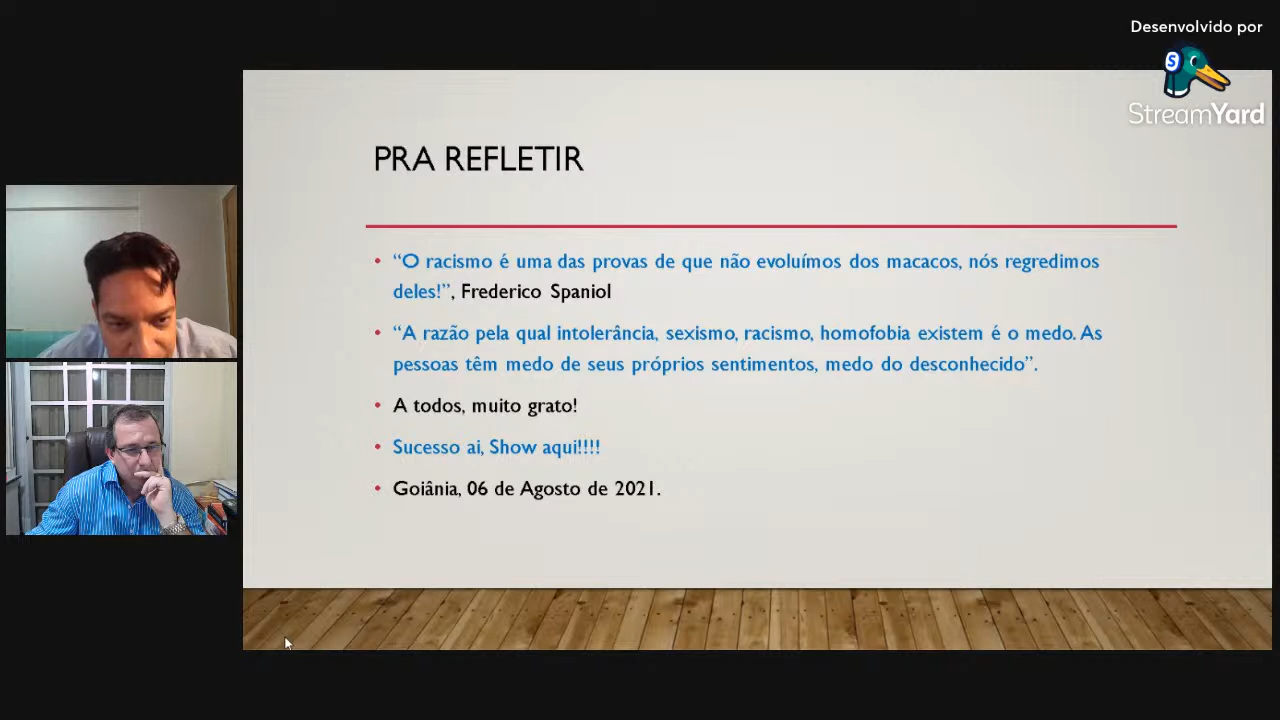 Desenvolvido por
S
StreamYard
PRA REFLETIR
• “O racismo é uma das provas de que não evoluímos dos macacos, nós regredimos
deles!”, Frederico Spaniol
• “A razão pela qual intolerância, sexismo, racismo, homofobia existem é o medo. As
pessoas têm medo de seus próprios sentimentos, medo do desconhecido”.
• A todos, muito grato!
• Sucesso ai, Show aqui!!!!
• Goiânia, 06 de Agosto de 2021.